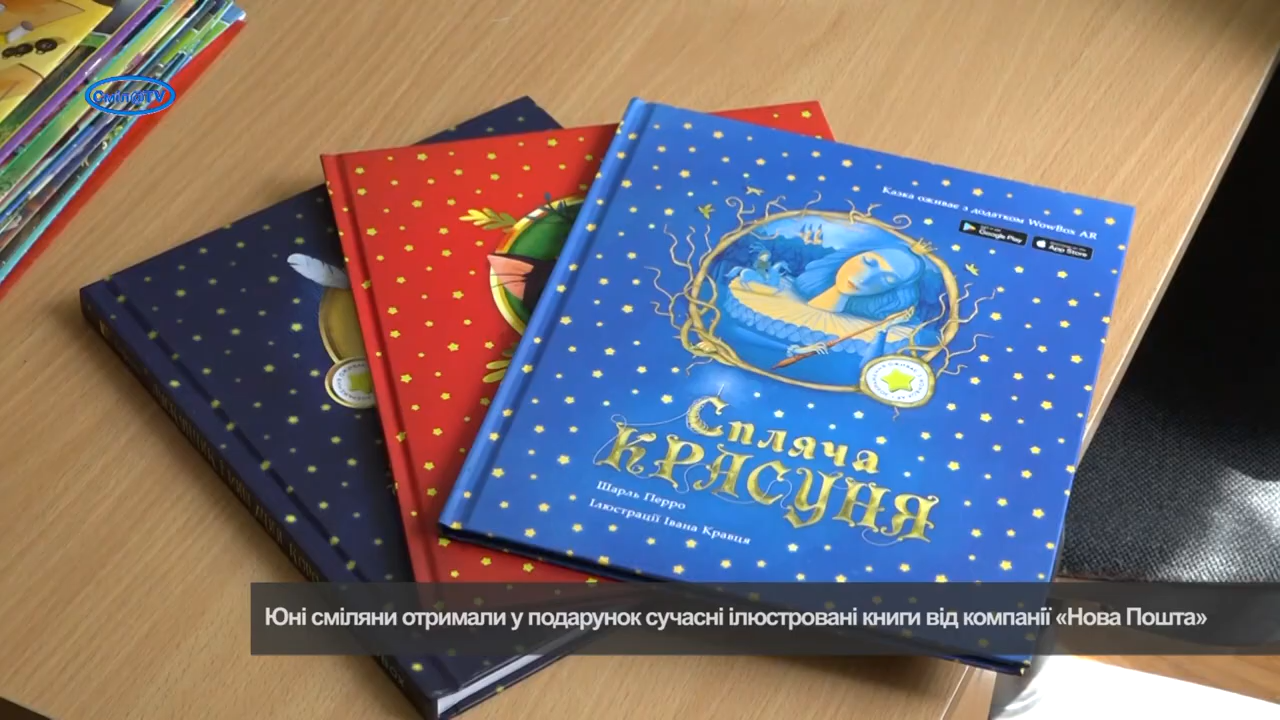 СмілаTV
Казка оживає з додатком WowBox AR
Google Play
App Store
Спляча
КРАСУНЯ
Шарль Перро
Ілюстрації Івана Кравця
Юні сміляни отримали у подарунок сучасні ілюстровані книги від компанії «Нова Пошта»